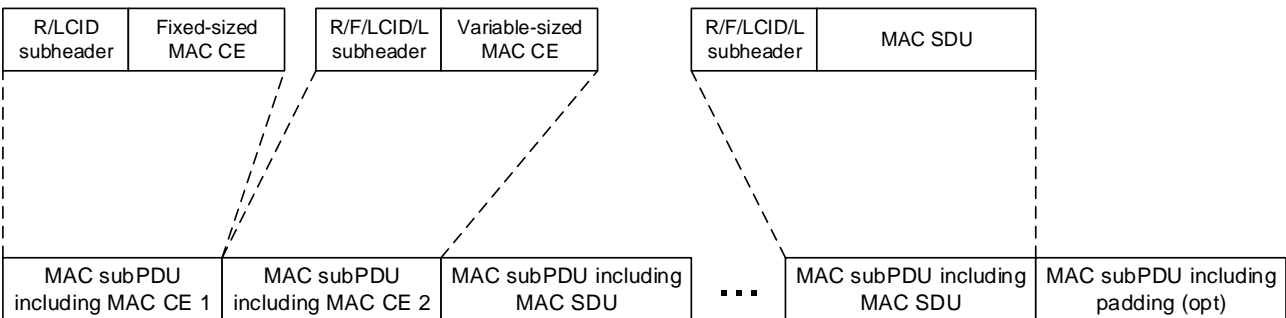 R/LCID
subheader
Fixed-sized
MAC CE
R/F/LCID/L
subheader
Variable-sized
MAC CE
R/F/LCID/L
subheader
MAC SDU
MAC subPDU
including MAC CE 1
MAC subPDU
including MAC CE 2
MAC subPDU including
MAC SDU
...
MAC subPDU including
MAC SDU
MAC subPDU including
padding (opt)